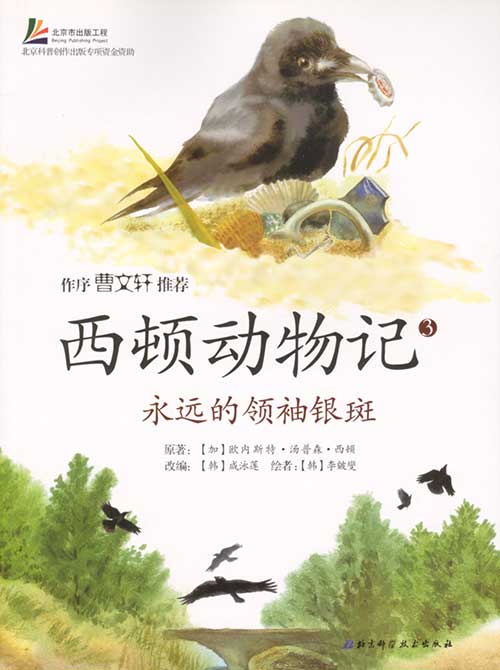 北京市出版工程
Beijing Publishing Project
北京科普创作出版专项资金资助
作序 曹文轩 推荐
西顿动物记 3
永远的领袖银斑
原著：【加】欧内斯特·汤普森·西顿
改编：【韩】成泳莲 绘者：【韩】李皴燮
北京科学技术出版社